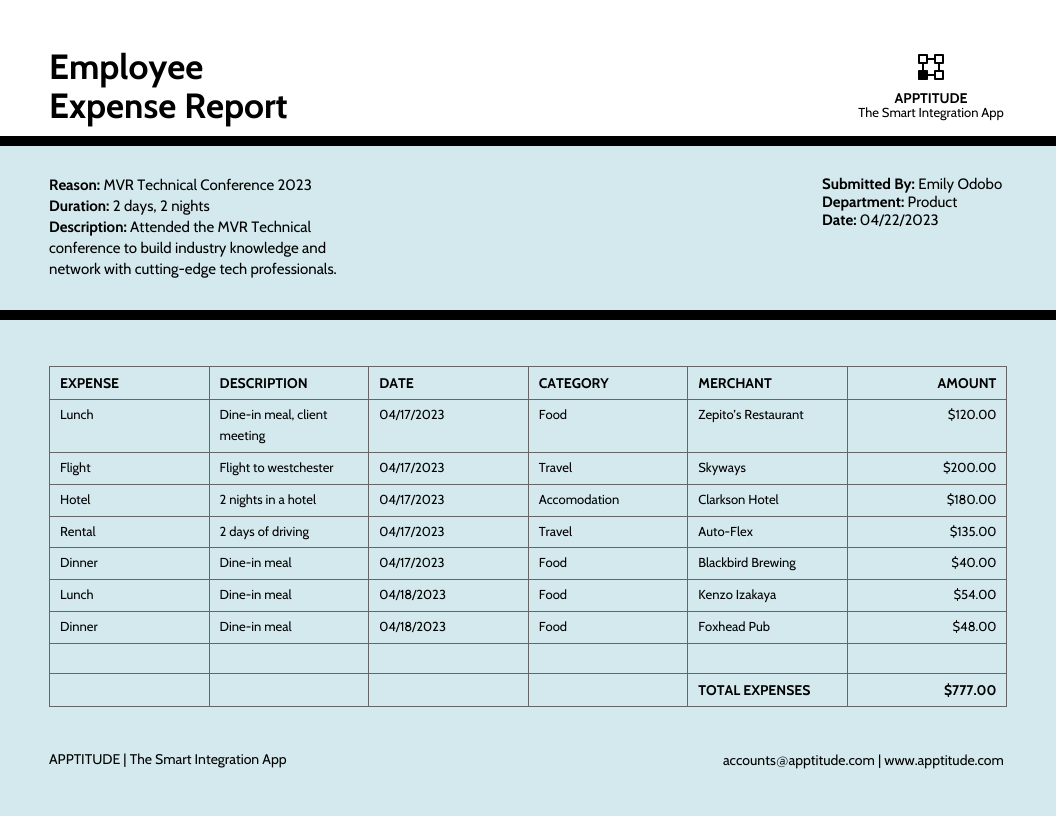 Employee
Expense Report
APPTITUDE
The Smart Integration App
Reason: MVR Technical Conference 2023
Duration: 2 days, 2 nights
Description: Attended the MVR Technical
conference to build industry knowledge and
network with cutting-edge tech professionals.
Submitted By: Emily Odobo
Department: Product
Date: 04/22/2023
EXPENSE DESCRIPTION DATE CATEGORY MERCHANT AMOUNT
Lunch Dine-in meal, client 04/17/2023 Food Zepito's Restaurant $120.00
meeting
Flight Flight to westchester 04/17/2023 Travel Skyways $200.00
Hotel 2 nights in a hotel 04/17/2023 Accomodation Clarkson Hotel $180.00
Rental 2 days of driving 04/17/2023 Travel Auto-Flex $135.00
Dinner Dine-in meal 04/17/2023 Food Blackbird Brewing $40.00
Lunch Dine-in meal 04/18/2023 Food Kenzo Izakaya $54.00
Dinner Dine-in meal 04/18/2023 Food Foxhead Pub $48.00
TOTAL EXPENSES $777.00
APPTITUDE | The Smart Integration App
accounts@apptitude.com | www.apptitude.com